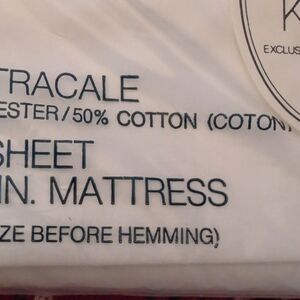 K
EXCLUS
TRACALE
ESTER/50% COTTON (COTON)
SHEET
IN. MATTRESS
ZE BEFORE HEMMING)